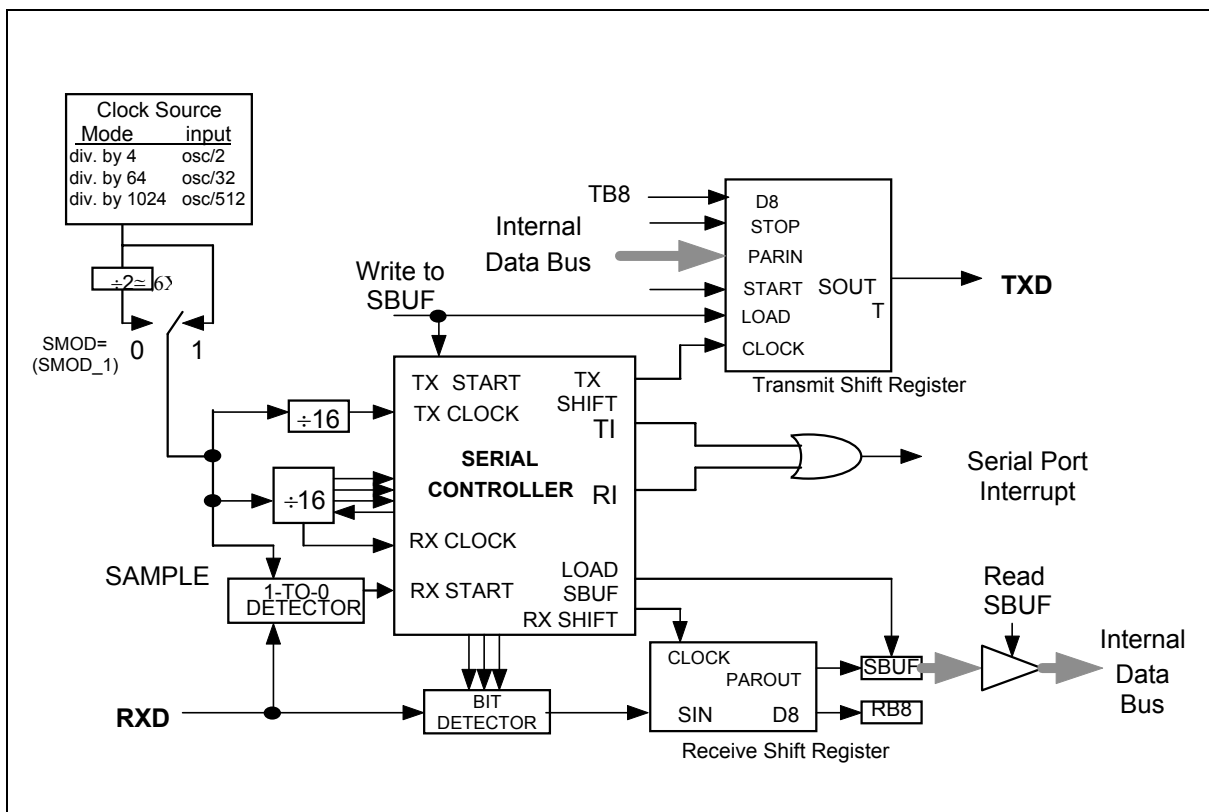 Clock Source
Mode input
div. by 4 osc/2
div. by 64 osc/32
div. by 1024 osc/512
÷2
SMOD=
(SMOD_1)
0 1
Write to
SBUF
TB8
Internal
Data Bus
D8
STOP
PARIN
START
LOAD
CLOCK
SOUT
T
TXD
Transmit Shift Register
÷16
÷16
TX START
TX CLOCK
SERIAL
CONTROLLER
RX CLOCK
RX START
TX
SHIFT
TI
RI
LOAD
SBUF
RX SHIFT
Serial Port
Interrupt
SAMPLE
1-TO-0
DETECTOR
RXD
BIT
DETECTOR
CLOCK
PAROUT
SIN D8
Receive Shift Register
SBUF
RB8
Read
SBUF
Internal
Data
Bus